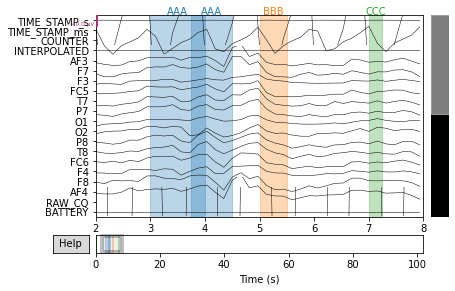 AAA AAA BBB CCC
TIME_STAMP_s
TIME_STAMP_ms
COUNTER
INTERPOLATED
AF3
F7
F3
FC5
T7
P7
O1
O2
P8
T8
FC6
F4
F8
AF4
RAW_CQ
BATTERY
2 3 4 5 6 7 8
Help
0 20 40 60 80 100
Time (s)